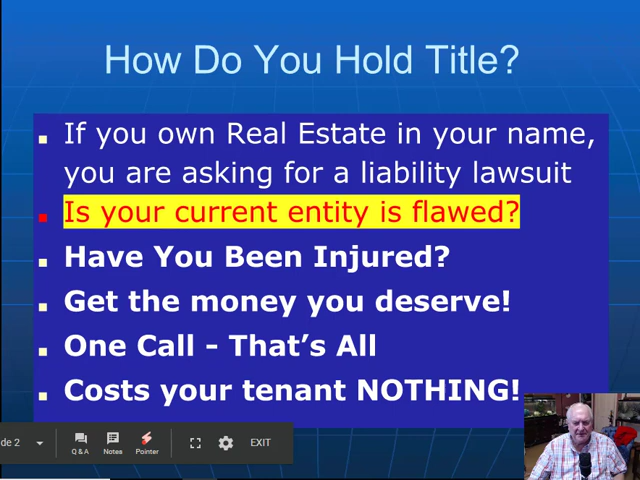 How Do You Hold Title?
If you own Real Estate in your name,
you are asking for a liability lawsuit
Is your current entity is flawed?
Have You Been Injured?
Get the money you deserve!
One Call - That's All
Costs your tenant NOTHING!
de 2
Q & A
Notes
Pointer
EXIT